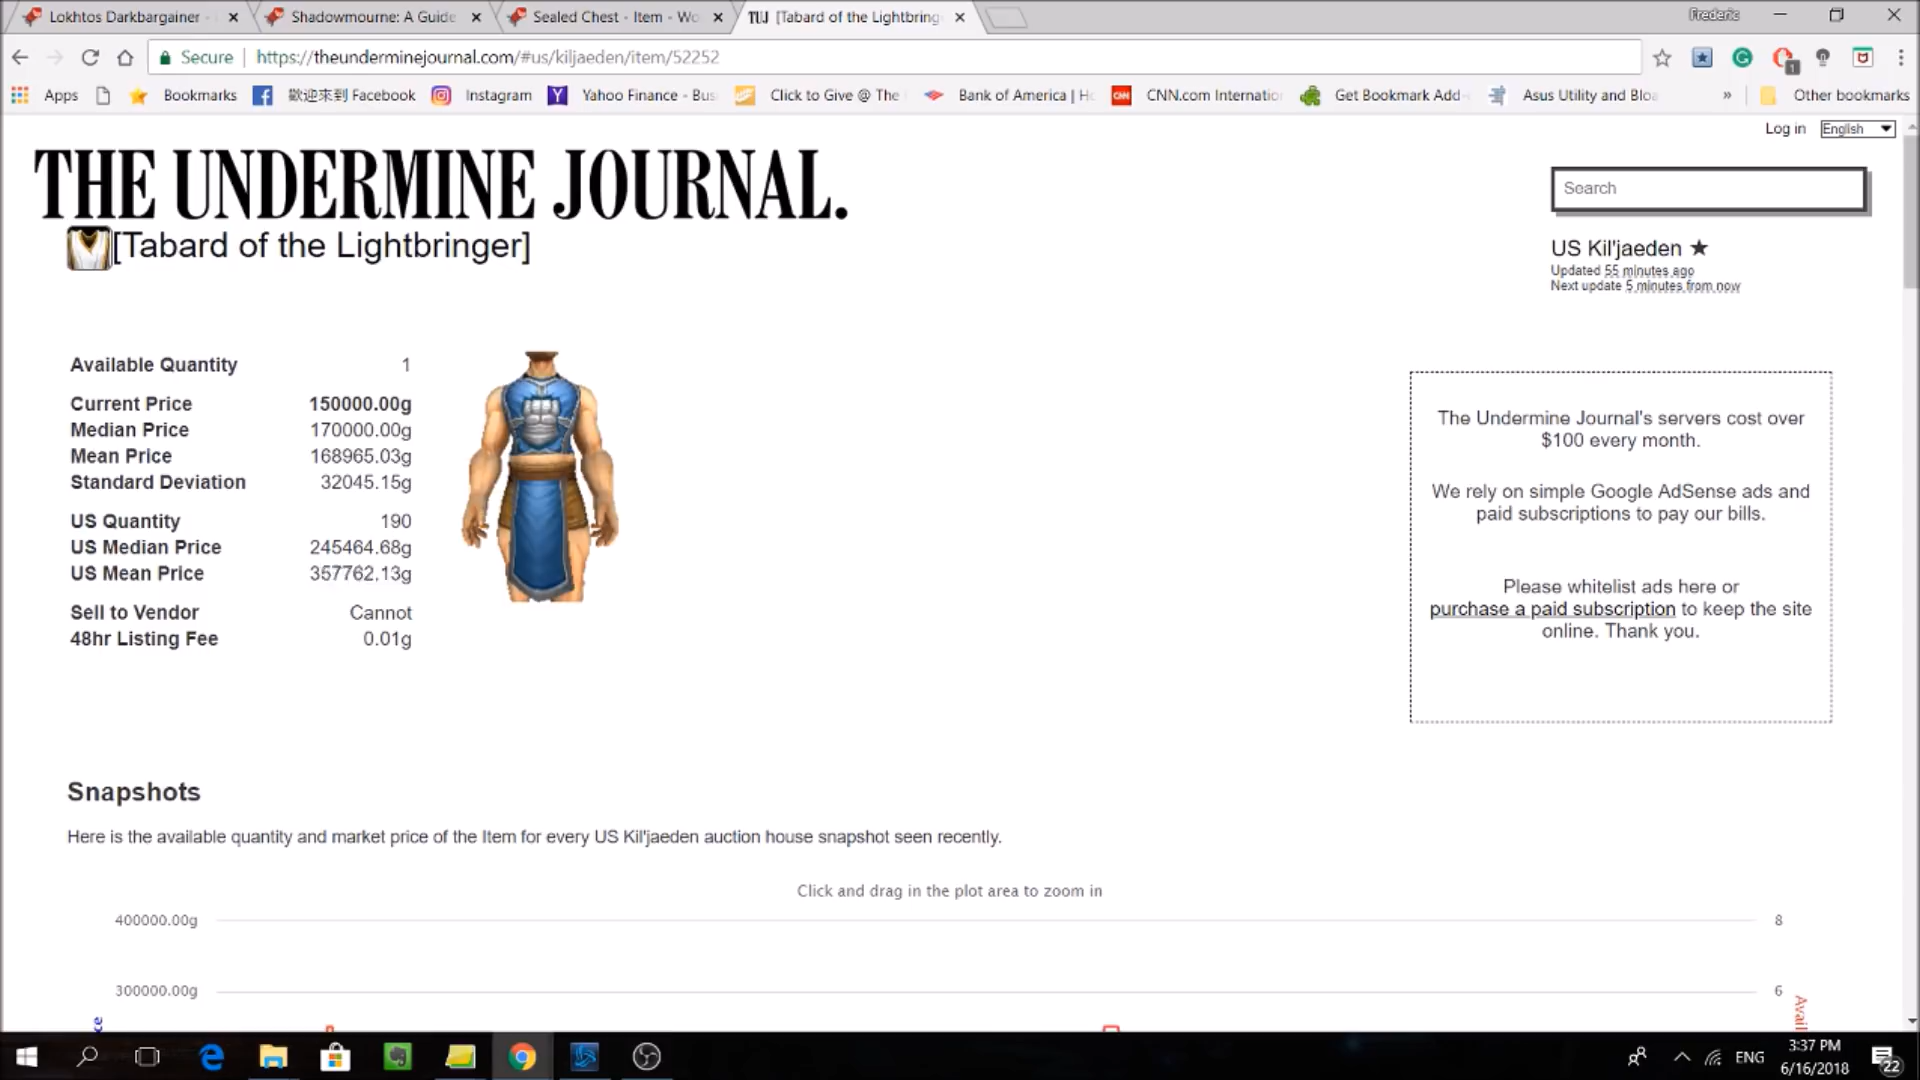 Lokhtos Darkbargainer -
Shadowmourne: A Guide
Sealed Chest - Item - Wo
TUJ [Tabard of the Lightbring
Frederic
Secure https://theunderminejournal.com/#us/kiljaeden/item/52252
1
Apps
Bookmarks
歡迎來到 Facebook
Instagram
Yahoo Finance - Bus
Click to Give @ The
Bank of America | Ho
CNN.com Internation
Get Bookmark Add-
Asus Utility and Bloa
»
Other bookmarks
Log in English
THE UNDERMINE JOURNAL.
Search
[Tabard of the Lightbringer]
US Kil'jaeden ★
Updated 55 minutes ago
Next update 5 minutes from now
Available Quantity 1
Current Price 150000.00g
Median Price 170000.00g
Mean Price 168965.03g
Standard Deviation 32045.15g
US Quantity 190
US Median Price 245464.68g
US Mean Price 357762.13g
Sell to Vendor Cannot
48hr Listing Fee 0.01g
The Undermine Journal's servers cost over
$100 every month.
We rely on simple Google AdSense ads and
paid subscriptions to pay our bills.
Please whitelist ads here or
purchase a paid subscription to keep the site
online. Thank you.
Snapshots
Here is the available quantity and market price of the Item for every US Kil'jaeden auction house snapshot seen recently.
Click and drag in the plot area to zoom in
400000.00g 8
300000.00g 6
ce
Avail
ENG
3:37 PM
6/16/2018
22